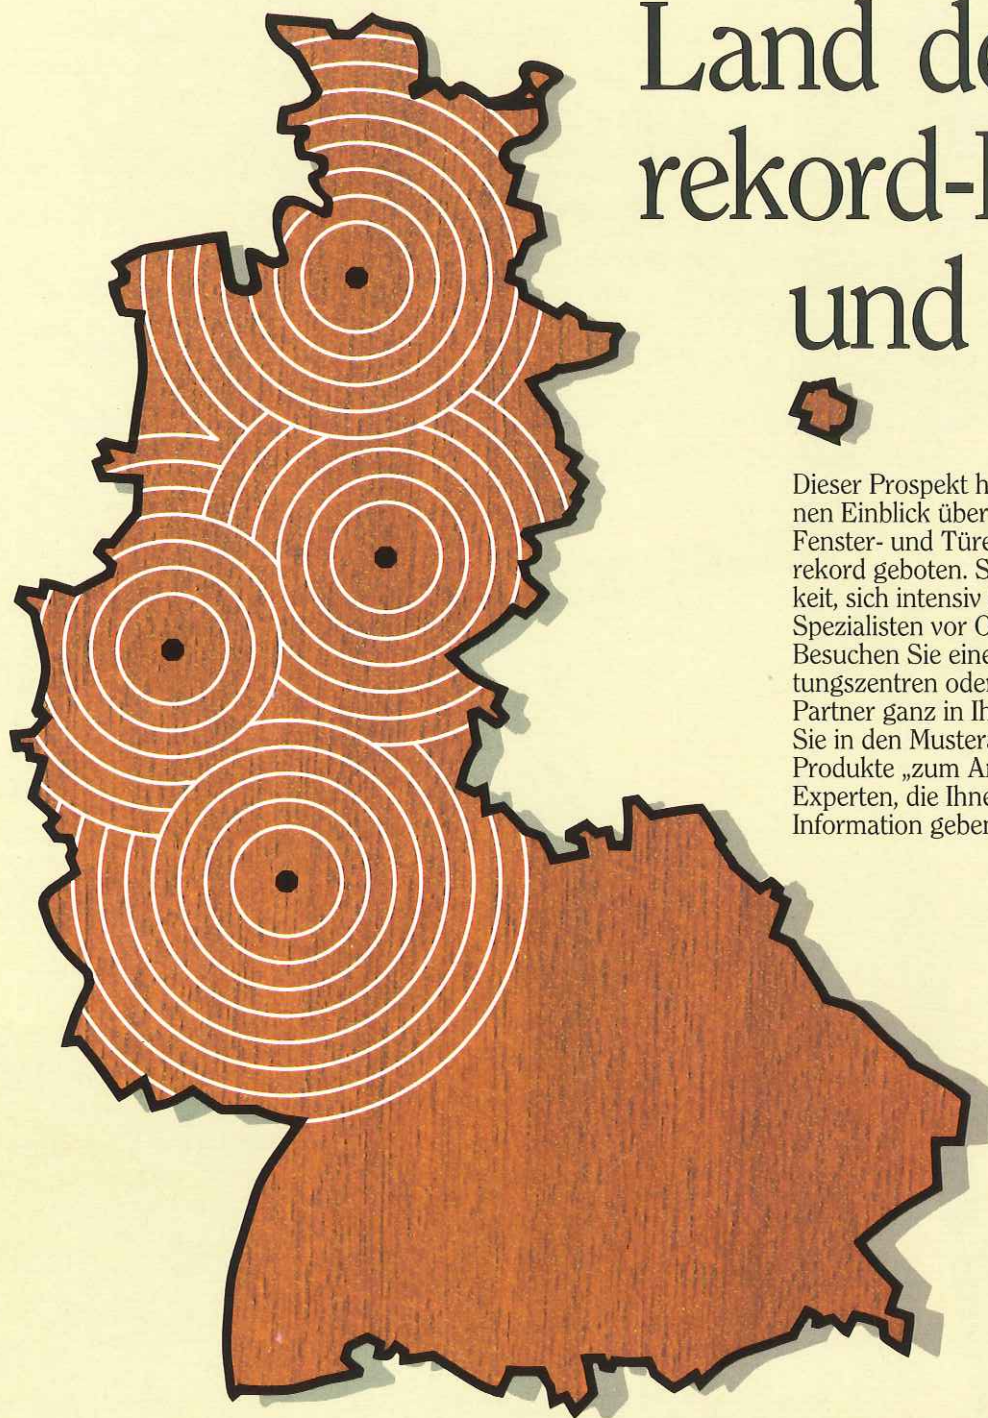 Land de
rekord-
und
Dieser Prospekt h
nen Einblick über
Fenster- und Türe
rekord geboten. S
keit, sich intensiv
Spezialisten vor O
Besuchen Sie eine
tungszentren oder
Partner ganz in Ih
Sie in den Mustera
Produkte „zum An
Experten, die Ihne
Information geben